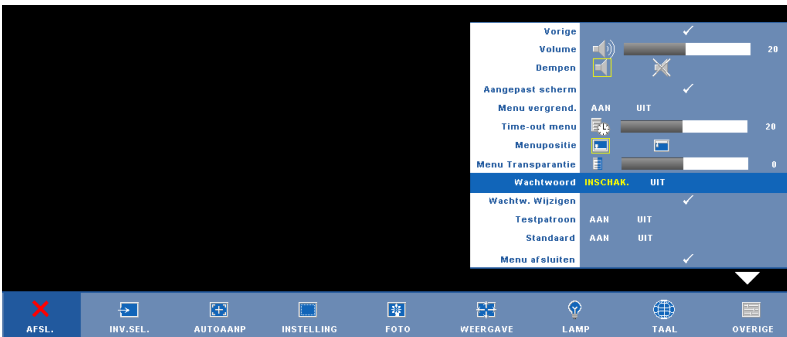 Vorige
Volume 20
Dempen
Aangepast scherm
Menu vergrend. AAN UIT
Time-out menu 20
Menupositie
Menu Transparantie 0
Wachtwoord INSCHAK. UIT
Wachtw. Wijzigen
Testpatroon AAN UIT
Standaard AAN UIT
Menu afsluiten
AFSL. INV.SEL. AUTOAANP INSTELLING FOTO WEERGAVE LAMP TAAL OVERIGE